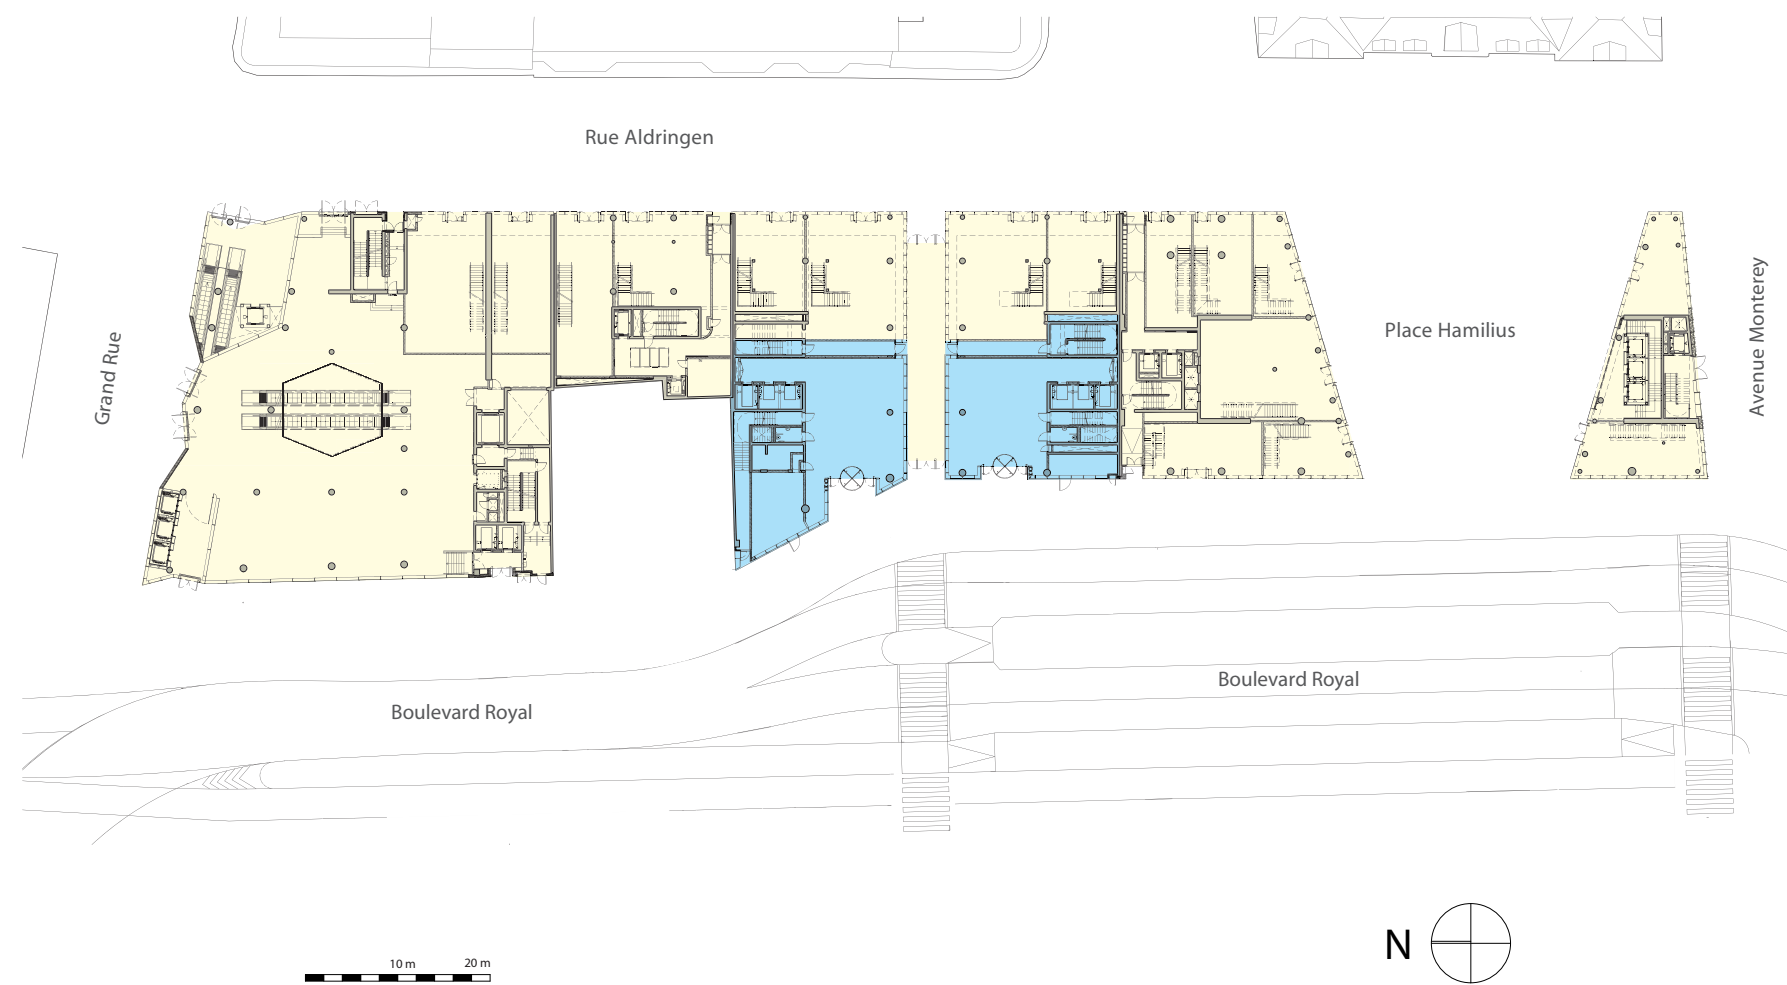 Rue Aldringen
Grand Rue
Place Hamilius
Avenue Monterey
Boulevard Royal
Boulevard Royal
N
10 m 20 m